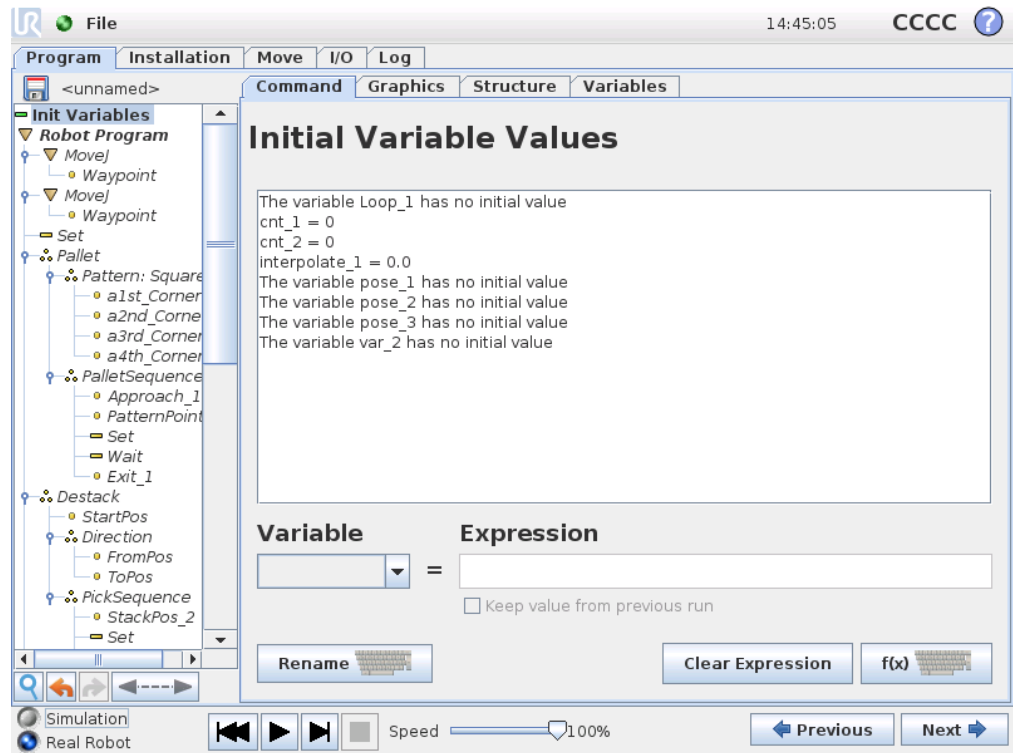 UR File 14:45:05 CCCC ?
Program Installation Move I/O Log
<unnamed>
Init Variables
Robot Program
MoveJ
Waypoint
MoveJ
Waypoint
Set
Pallet
Pattern: Square
a1st_Corner
a2nd_Corne
a3rd_Corner
a4th_Corner
PalletSequence
Approach_1
PatternPoint
Set
Wait
Exit_1
Destack
StartPos
Direction
FromPos
ToPos
PickSequence
StackPos_2
Set
Command Graphics Structure Variables
Initial Variable Values
The variable Loop_1 has no initial value
cnt_1 = 0
cnt_2 = 0
interpolate_1 = 0.0
The variable pose_1 has no initial value
The variable pose_2 has no initial value
The variable pose_3 has no initial value
The variable var_2 has no initial value
Variable Expression
=
Keep value from previous run
Rename Clear Expression f(x)
Simulation
Real Robot
Speed 100%
Previous Next